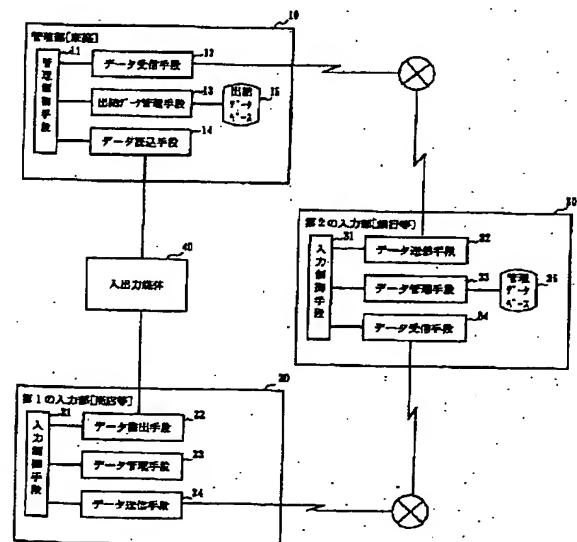 10
管理部[家庭]
11
管理制御手段
12
データ受信手段
13
出納データ管理手段
15
出納データベース
14
データ読込手段
40
入出力媒体
30
第2の入力部[銀行等]
31
入力制御手段
32
データ送信手段
33
データ管理手段
35
管理データベース
34
データ受信手段
20
第1の入力部[商店等]
21
入力制御手段
22
データ書出手段
23
データ管理手段
24
データ送信手段